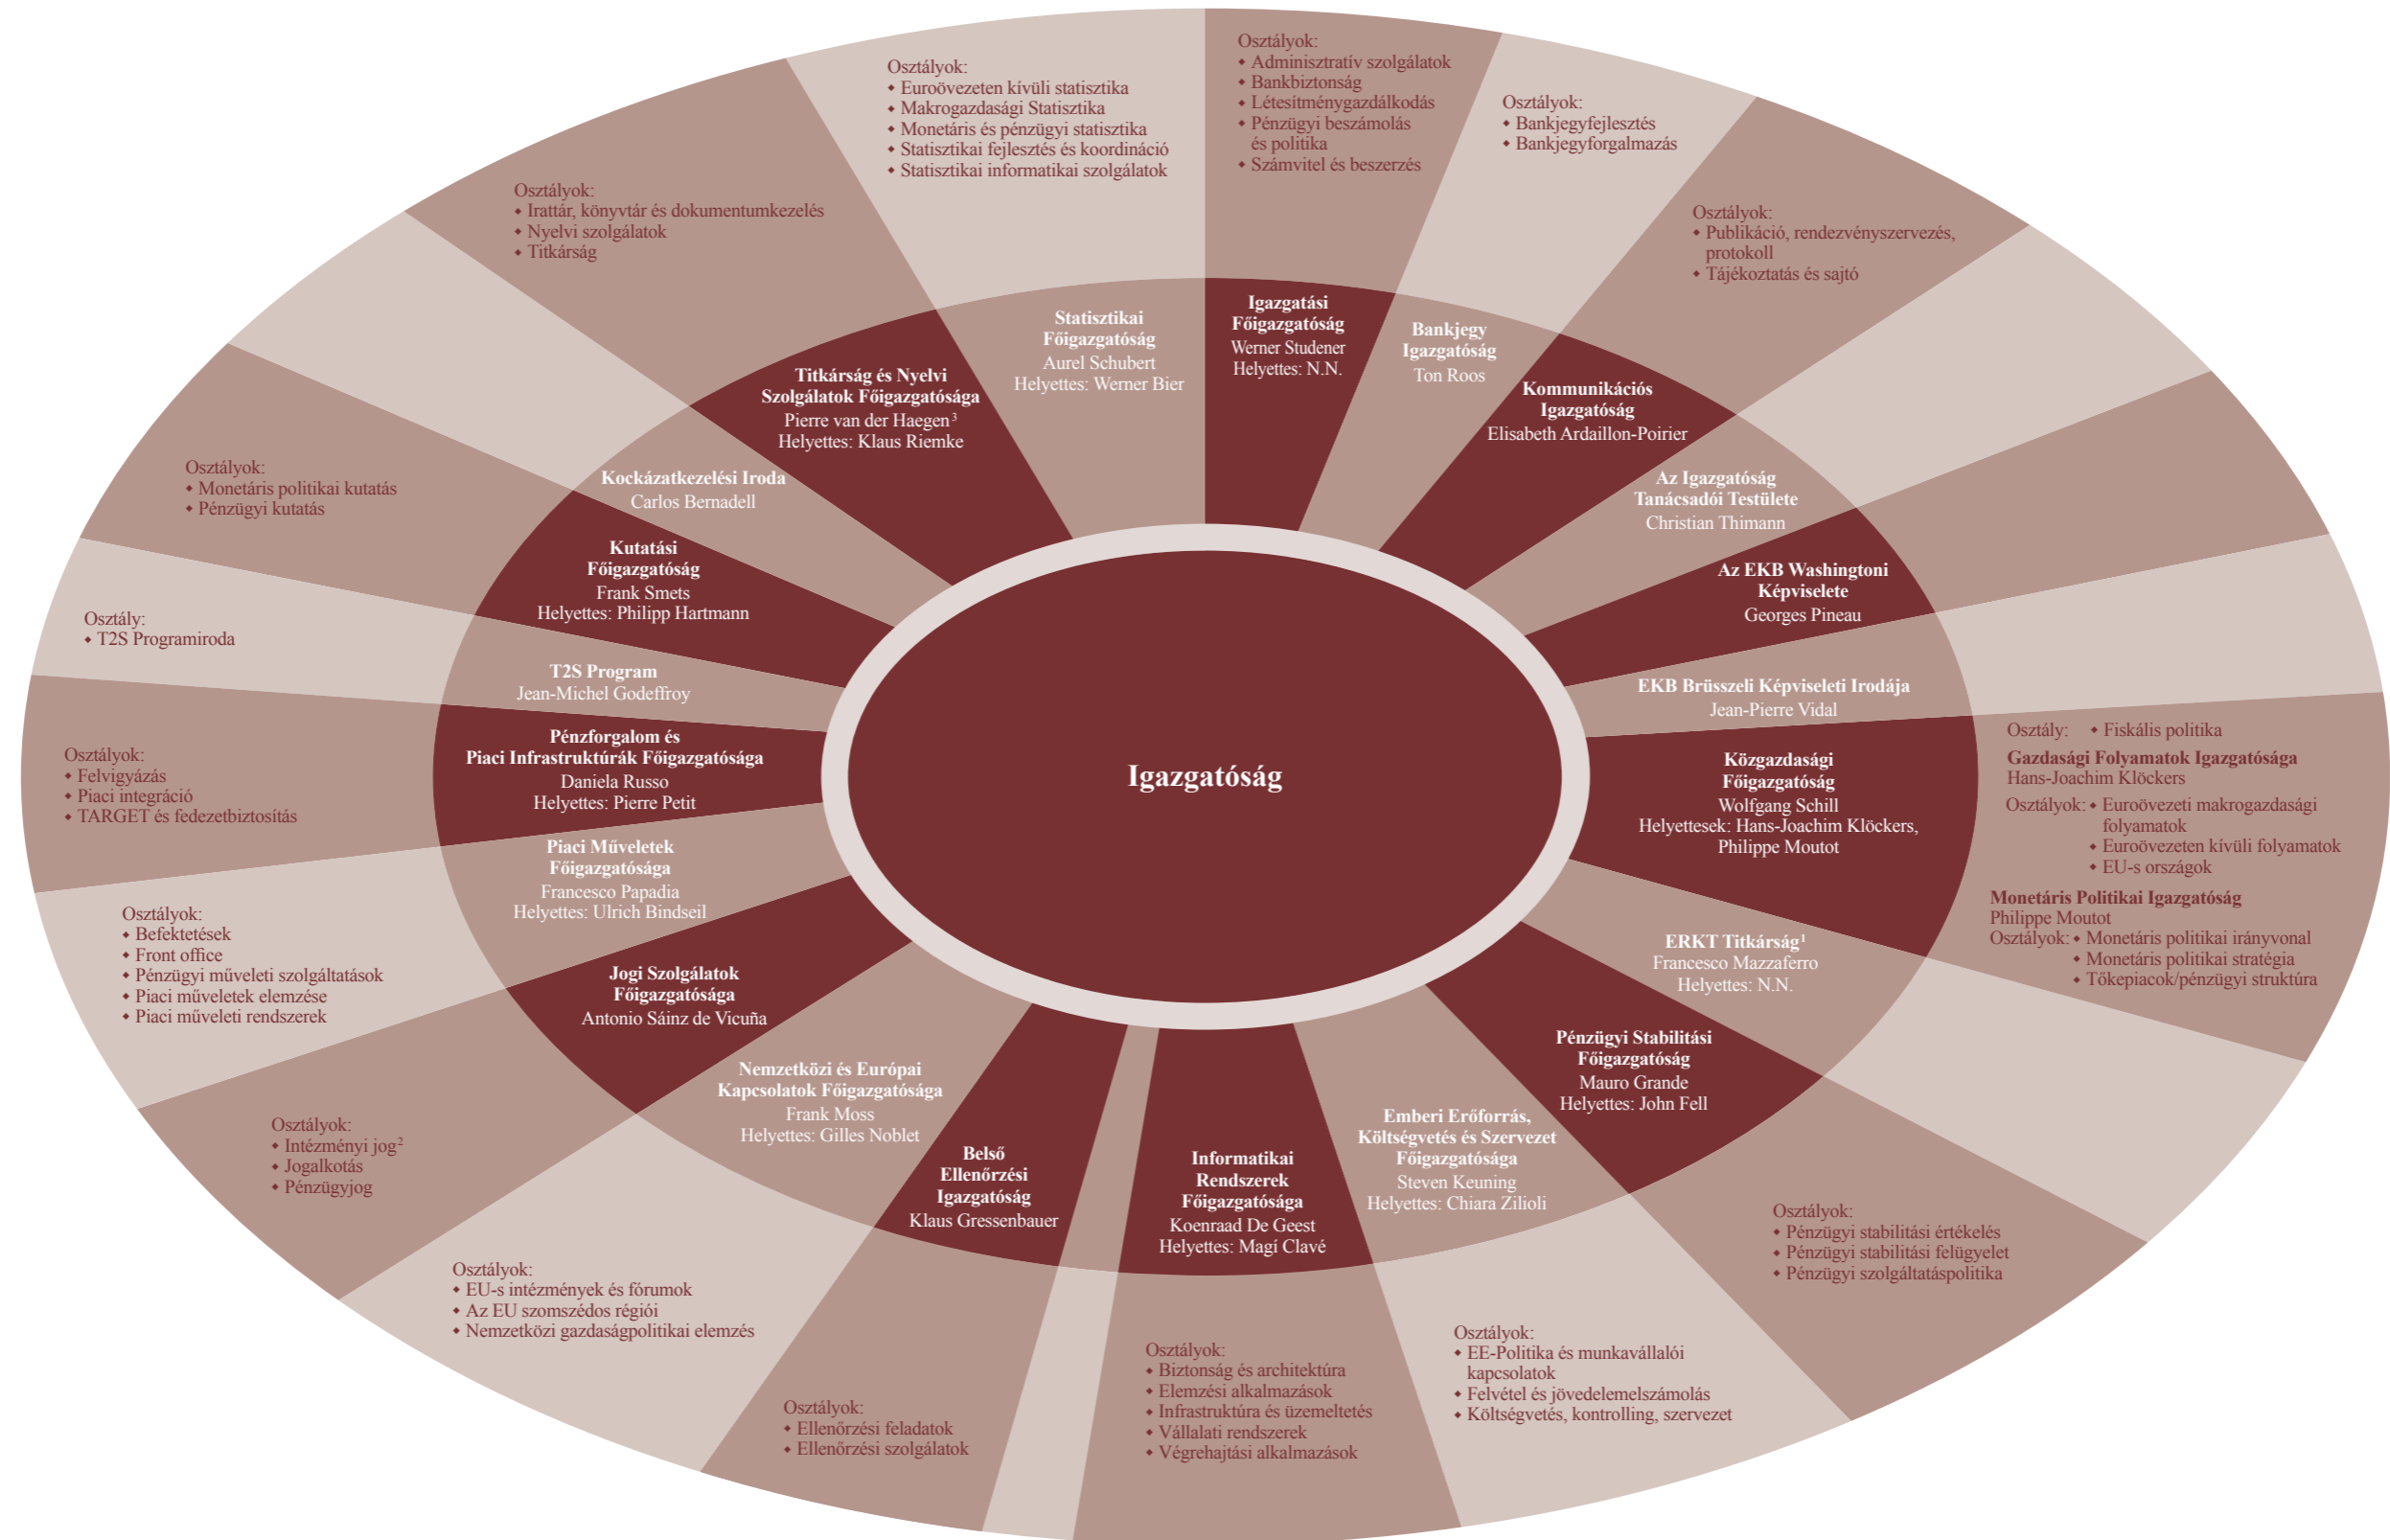 Igazgatóság
Igazgatási
Főigazgatóság
Werner Studener
Helyettes: N.N.
Osztályok:
◆ Adminisztratív szolgálatok
◆ Bankbiztonság
◆ Létesítménygazdálkodás
◆ Pénzügyi beszámolás
és politika
◆ Számvitel és beszerzés
Bankjegy
Igazgatóság
Ton Roos
Osztályok:
◆ Bankjegyfejlesztés
◆ Bankjegyforgalmazás
Kommunikációs
Igazgatóság
Elisabeth Ardaillon-Poirier
Osztályok:
◆ Publikáció, rendezvényszervezés,
protokoll
◆ Tájékoztatás és sajtó
Az Igazgatóság
Tanácsadói Testülete
Christian Thimann
Az EKB Washingtoni
Képviselete
Georges Pineau
EKB Brüsszeli Képviseleti Irodája
Jean-Pierre Vidal
Közgazdasági
Főigazgatóság
Wolfgang Schill
Helyettesek: Hans-Joachim Klöckers,
Philippe Moutot
Osztály: ◆ Fiskális politika
Gazdasági Folyamatok Igazgatósága
Hans-Joachim Klöckers
Osztályok: ◆ Euroövezeti makrogazdasági
folyamatok
◆ Euroövezeten kívüli folyamatok
◆ EU-s országok
Monetáris Politikai Igazgatóság
Philippe Moutot
Osztályok: ◆ Monetáris politikai irányvonal
◆ Monetáris politikai stratégia
◆ Tőkepiacok/pénzügyi struktúra
ERKT Titkárság¹
Francesco Mazzaferro
Helyettes: N.N.
Pénzügyi Stabilitási
Főigazgatóság
Mauro Grande
Helyettes: John Fell
Osztályok:
◆ Pénzügyi stabilitási értékelés
◆ Pénzügyi stabilitási felügyelet
◆ Pénzügyi szolgáltatáspolitika
Emberi Erőforrás,
Költségvetés és Szervezet
Főigazgatósága
Steven Keuning
Helyettes: Chiara Zilioli
Osztályok:
◆ EE-Politika és munkavállalói
kapcsolatok
◆ Felvétel és jövedelemelszámolás
◆ Költségvetés, kontrolling, szervezet
Informatikai
Rendszerek
Főigazgatósága
Koenraad De Geest
Helyettes: Magí Clavé
Osztályok:
◆ Biztonság és architektúra
◆ Elemzési alkalmazások
◆ Infrastruktúra és üzemeltetés
◆ Vállalati rendszerek
◆ Végrehajtási alkalmazások
Belső
Ellenőrzési
Igazgatóság
Klaus Gressenbauer
Osztályok:
◆ Ellenőrzési feladatok
◆ Ellenőrzési szolgálatok
Nemzetközi és Európai
Kapcsolatok Főigazgatósága
Frank Moss
Helyettes: Gilles Noblet
Osztályok:
◆ EU-s intézmények és fórumok
◆ Az EU szomszédos régiói
◆ Nemzetközi gazdaságpolitikai elemzés
Jogi Szolgálatok
Főigazgatósága
Antonio Sáinz de Vicuña
Osztályok:
◆ Intézményi jog²
◆ Jogalkotás
◆ Pénzügyjog
Piaci Műveletek
Főigazgatósága
Francesco Papadia
Helyettes: Ulrich Bindseil
Osztályok:
◆ Befektetések
◆ Front office
◆ Pénzügyi műveleti szolgáltatások
◆ Piaci műveletek elemzése
◆ Piaci műveleti rendszerek
Pénzforgalom és
Piaci Infrastruktúrák Főigazgatósága
Daniela Russo
Helyettes: Pierre Petit
Osztályok:
◆ Felvigyázás
◆ Piaci integráció
◆ TARGET és fedezetbiztosítás
T2S Program
Jean-Michel Godeffroy
Osztály:
◆ T2S Programiroda
Kutatási
Főigazgatóság
Frank Smets
Helyettes: Philipp Hartmann
Osztályok:
◆ Monetáris politikai kutatás
◆ Pénzügyi kutatás
Kockázatkezelési Iroda
Carlos Bernadell
Titkárság és Nyelvi
Szolgálatok Főigazgatósága
Pierre van der Haegen³
Helyettes: Klaus Riemke
Osztályok:
◆ Irattár, könyvtár és dokumentumkezelés
◆ Nyelvi szolgálatok
◆ Titkárság
Statisztikai
Főigazgatóság
Aurel Schubert
Helyettes: Werner Bier
Osztályok:
◆ Euroövezeten kívüli statisztika
◆ Makrogazdasági Statisztika
◆ Monetáris és pénzügyi statisztika
◆ Statisztikai fejlesztés és koordináció
◆ Statisztikai informatikai szolgálatok